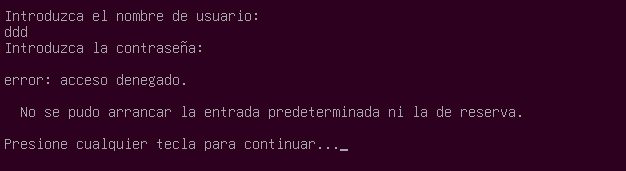 Introduzca el nombre de usuario:
ddd
Introduzca la contraseña:
error: acceso denegado.
No se pudo arrancar la entrada predeterminada ni la de reserva.
Presione cualquier tecla para continuar..._